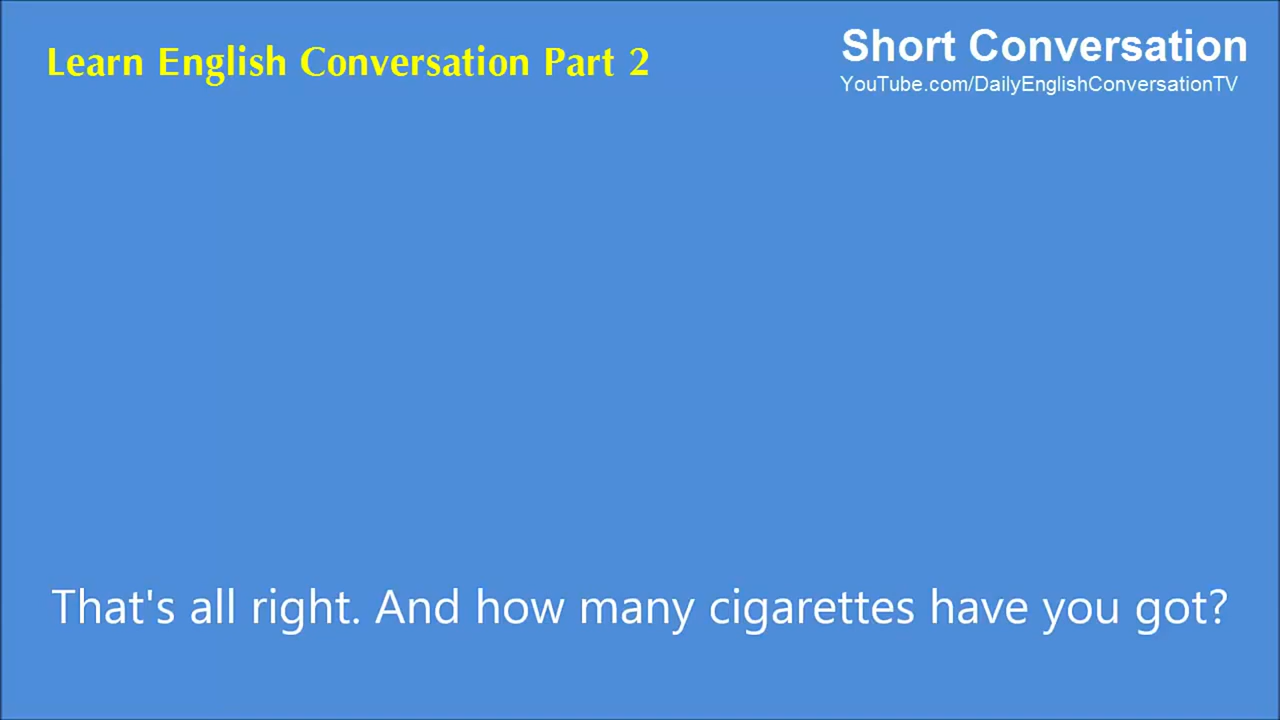 Learn English Conversation Part 2
Short Conversation
YouTube.com/DailyEnglishConversationTV
That's all right. And how many cigarettes have you got?